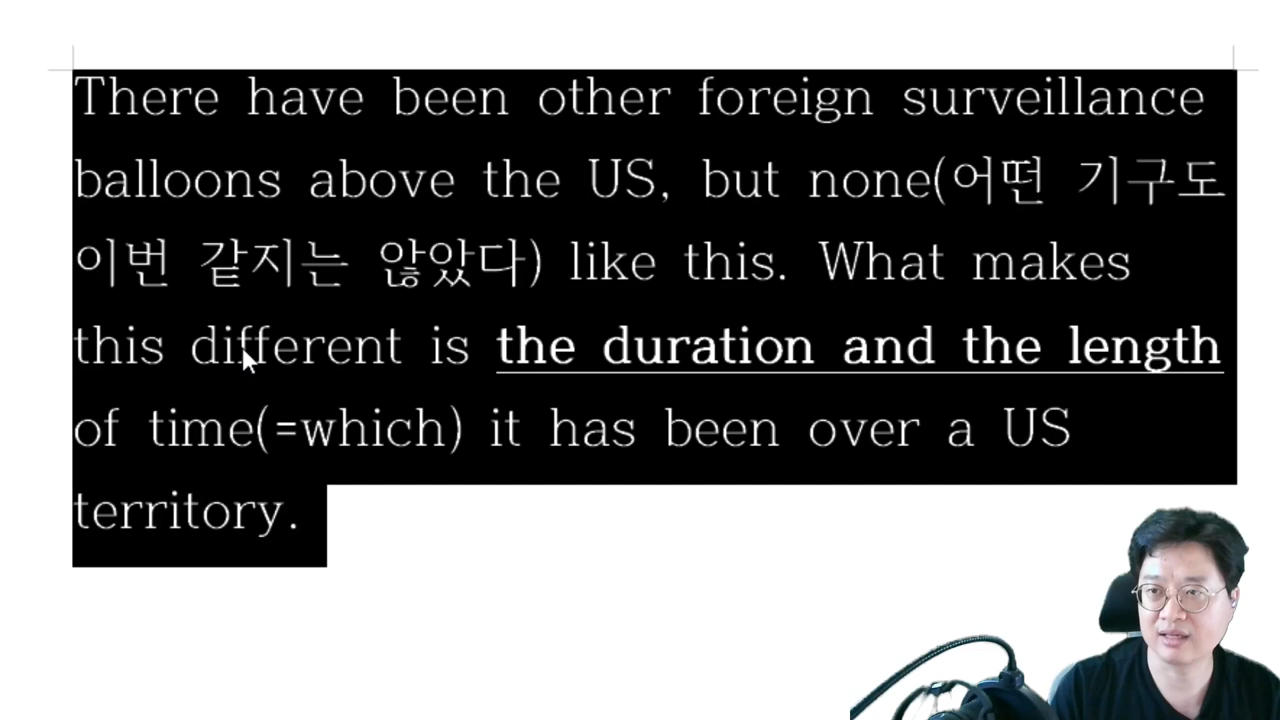 There have been other foreign surveillance
balloons above the US, but none(어떤 기구도
이번 같지는 않았다) like this. What makes
this different is the duration and the length
of time(=which) it has been over a US
territory.